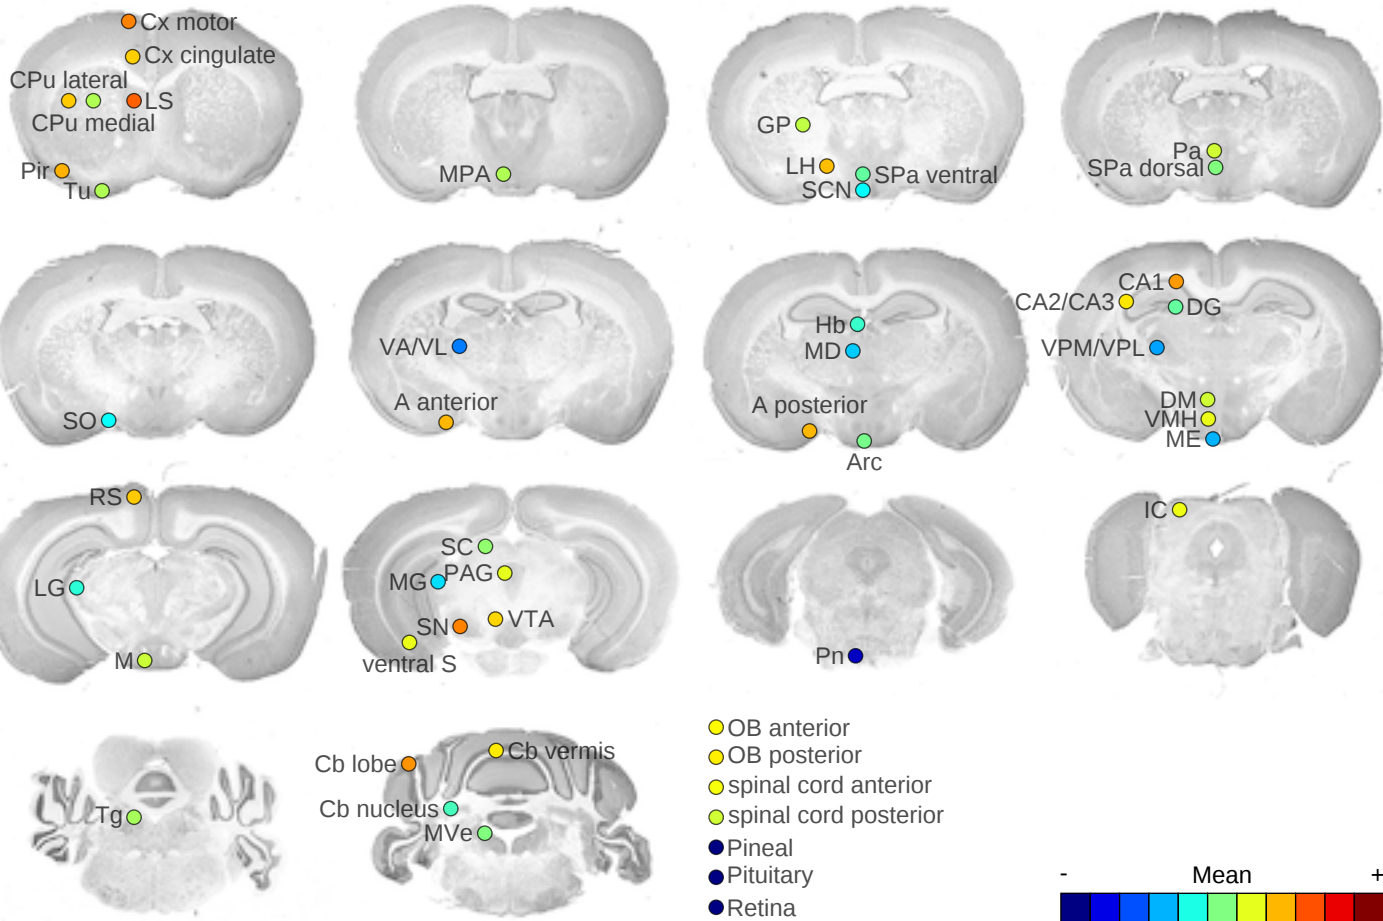 Cx motor
Cx cingulate
CPu lateral
LS
CPu medial
Pir
Tu
MPA
GP
LH
SPa ventral
SCN
Pa
SPa dorsal
SO
VA/VL
A anterior
Hb
MD
A posterior
Arc
CA1
CA2/CA3
DG
VPM/VPL
DM
VMH
ME
RS
LG
M
SC
PAG
MG
VTA
SN
ventral S
Pn
IC
Tg
Cb vermis
Cb lobe
Cb nucleus
MVe
OB anterior
OB posterior
spinal cord anterior
spinal cord posterior
Pineal
Pituitary
Retina
- Mean +